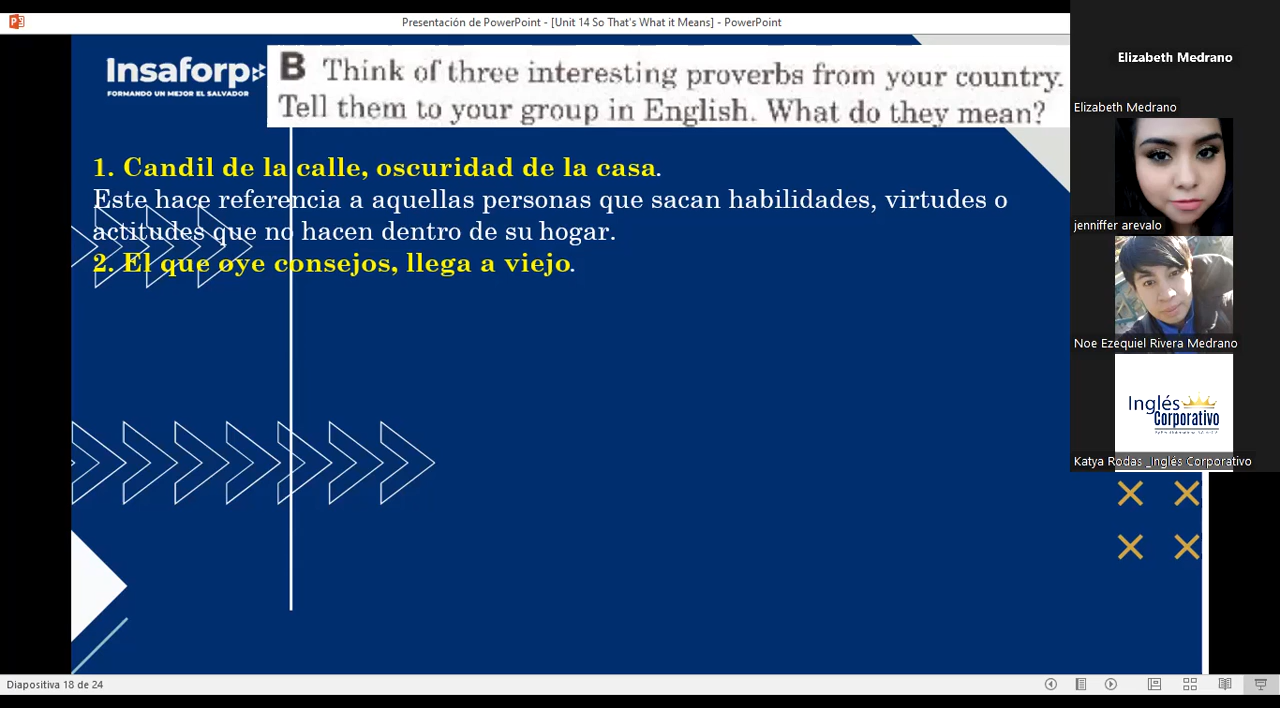 Presentación de PowerPoint - [Unit 14 So That's What it Means] - PowerPoint
Insaforp
FORMANDO UN MEJOR EL SALVADOR
B Think of three interesting proverbs from your country.
Tell them to your group in English. What do they mean?
1. Candil de la calle, oscuridad de la casa.
Este hace referencia a aquellas personas que sacan habilidades, virtudes o
actitudes que no hacen dentro de su hogar.
2. El que oye consejos, llega a viejo.
Elizabeth Medrano
Elizabeth Medrano
jenniffer arevalo
Noe Ezequiel Rivera Medrano
Inglés
Corporativo
Katya Rodas _Inglés Corporativo
Diapositiva 18 de 24